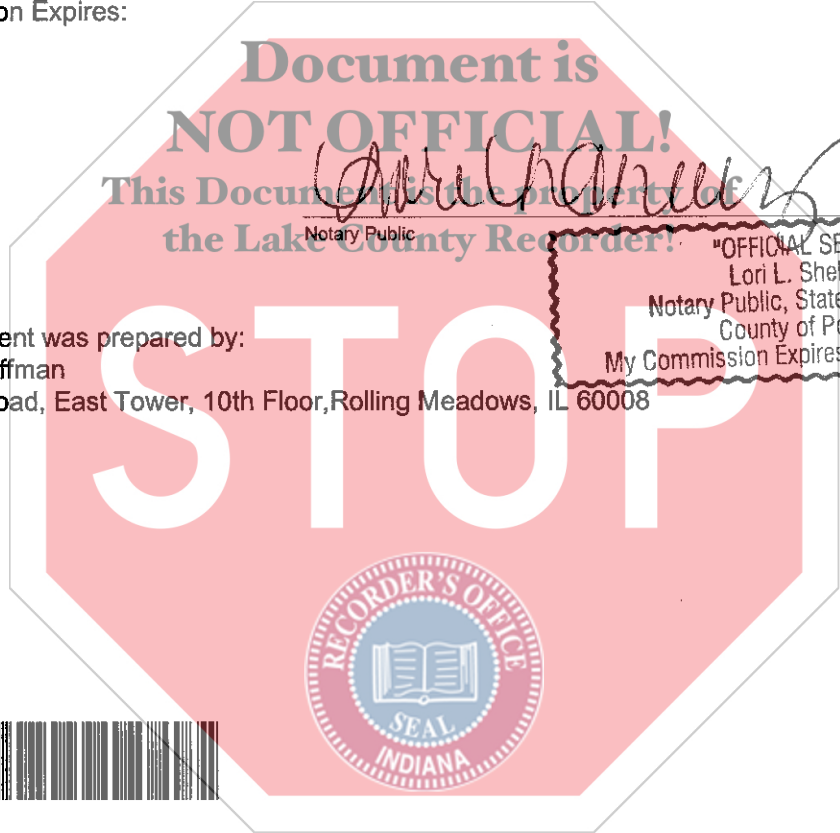 on Expires:
Document is
NOT OFFICIAL!
This Document is the property of
the Lake County Recorder!
Notary Public
"OFFICIAL SE
Lori L. She
Notary Public, State
County of Po
My Commission Expires
ent was prepared by:
ffman
oad, East Tower, 10th Floor,Rolling Meadows, IL 60008
STOP
RECORDER'S OFFICE
SEAL
INDIANA